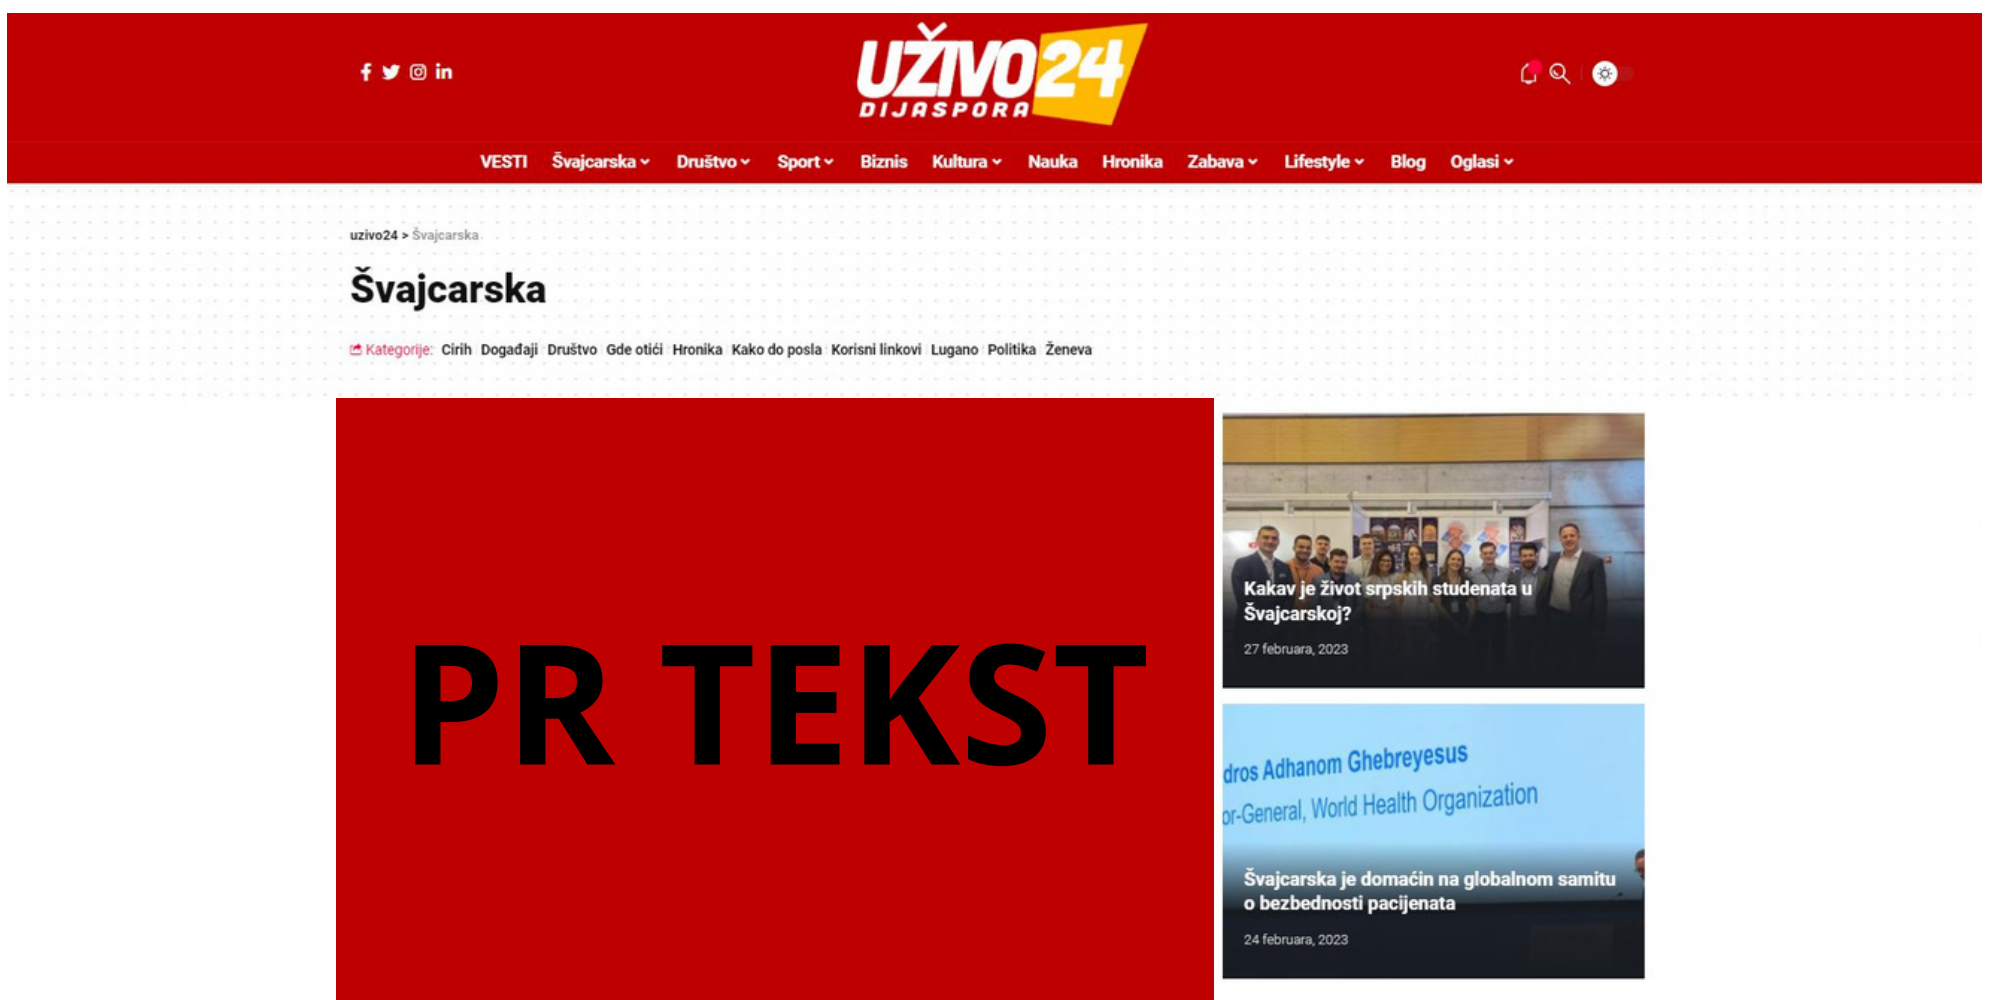 UŽIVO24
DIJASPORA
VESTI Švajcarska Društvo Sport Biznis Kultura Nauka Hronika Zabava Lifestyle Blog Oglasi
uzivo24 > Švajcarska
Švajcarska
Kategorije: Cirih Događaji Društvo Gde otići Hronika Kako do posla Korisni linkovi Lugano Politika Ženeva
PR TEKST
Kakav je život srpskih studenata u
Švajcarskoj?
27 februara, 2023
dros Adhanom Ghebreyesus
or-General, World Health Organization
Švajcarska je domaćin na globalnom samitu
o bezbednosti pacijenata
24 februara, 2023